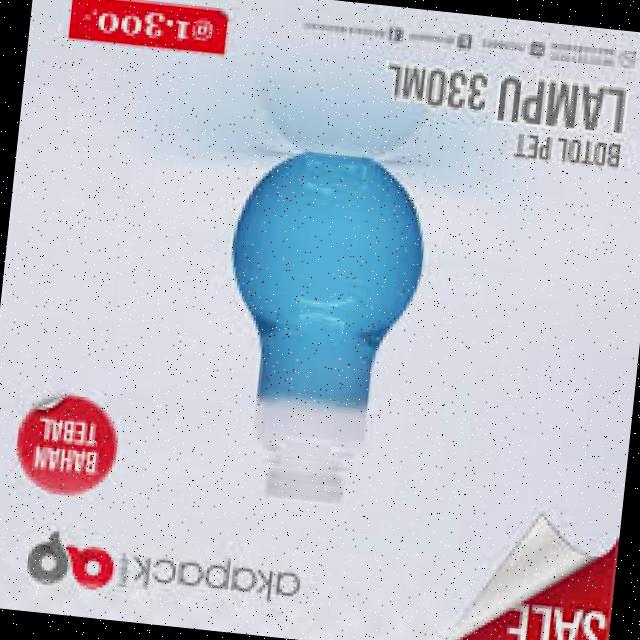 SALE
akapack
BAHAN
TEBAL
BOTOL PET
LAMPU 330ML
@1.300